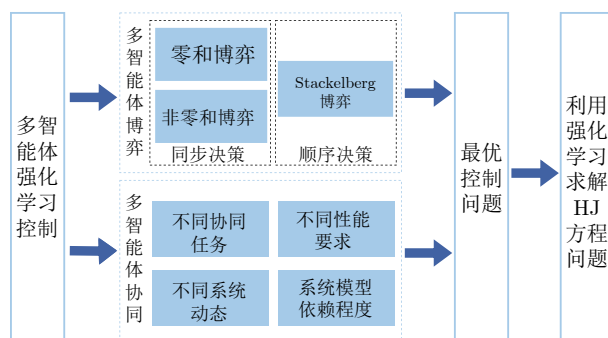 多智
能体
强化
学习
控制
多
智
能
体
博
弈
零和博弈
非零和博弈
同步决策
Stackelberg
博弈
顺序决策
多
智
能
体
协
同
不同协同
任务
不同性能
要求
不同系统
动态
系统模型
依赖程度
最优
控制
问题
利用
强化
学习
求解
HJ
方程
问题